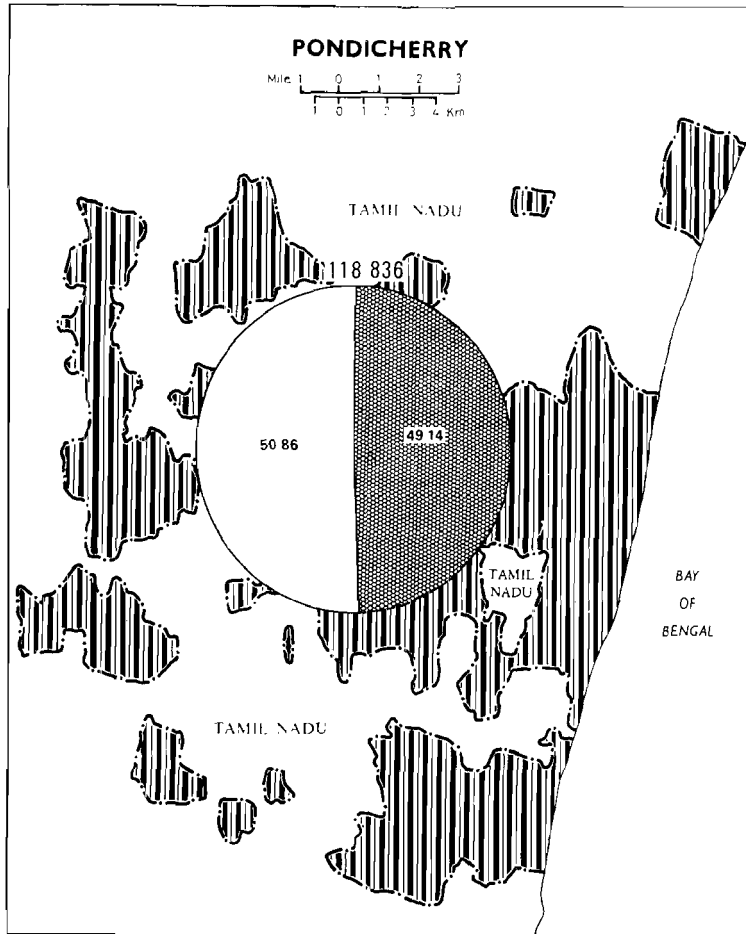 PONDICHERRY
Mile 1 0 1 2 3
1 0 1 2 3 4 Km
TAMIL NADU
118 836
50 86
49 14
TAMIL
NADU
BAY
OF
BENGAL
TAMIL NADU